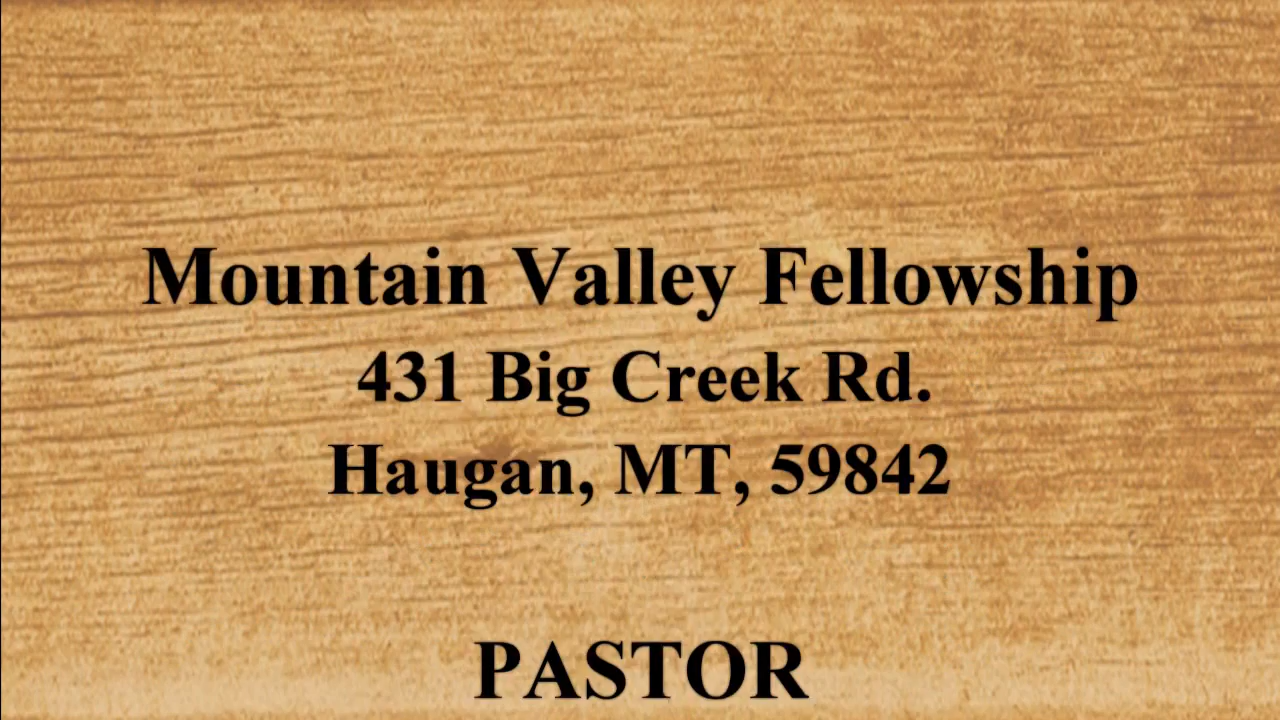 Mountain Valley Fellowship
431 Big Creek Rd.
Haugan, MT, 59842
PASTOR